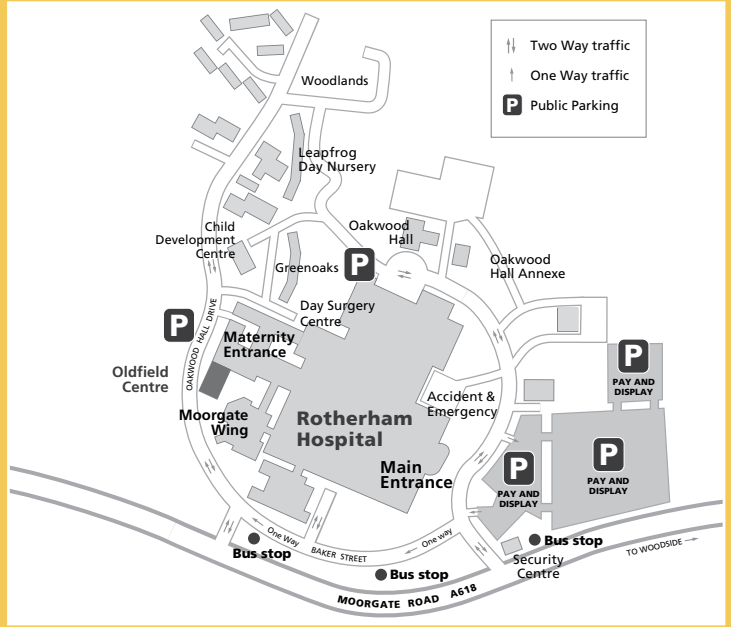 Two Way traffic
One Way traffic
P Public Parking
Woodlands
Leapfrog
Day Nursery
Child
Development
Centre
Oakwood
Hall
Greenoaks
P
Oakwood
Hall Annexe
Day Surgery
Centre
P
OAKWOOD HALL DRIVE
Maternity
Entrance
Oldfield
Centre
Moorgate
Wing
Rotherham
Hospital
Accident &
Emergency
Main
Entrance
P
PAY AND
DISPLAY
P
PAY AND
DISPLAY
P
PAY AND
DISPLAY
One Way
BAKER STREET
One way
Bus stop
Bus stop
Bus stop
Security
Centre
TO WOODSIDE
MOORGATE ROAD A618